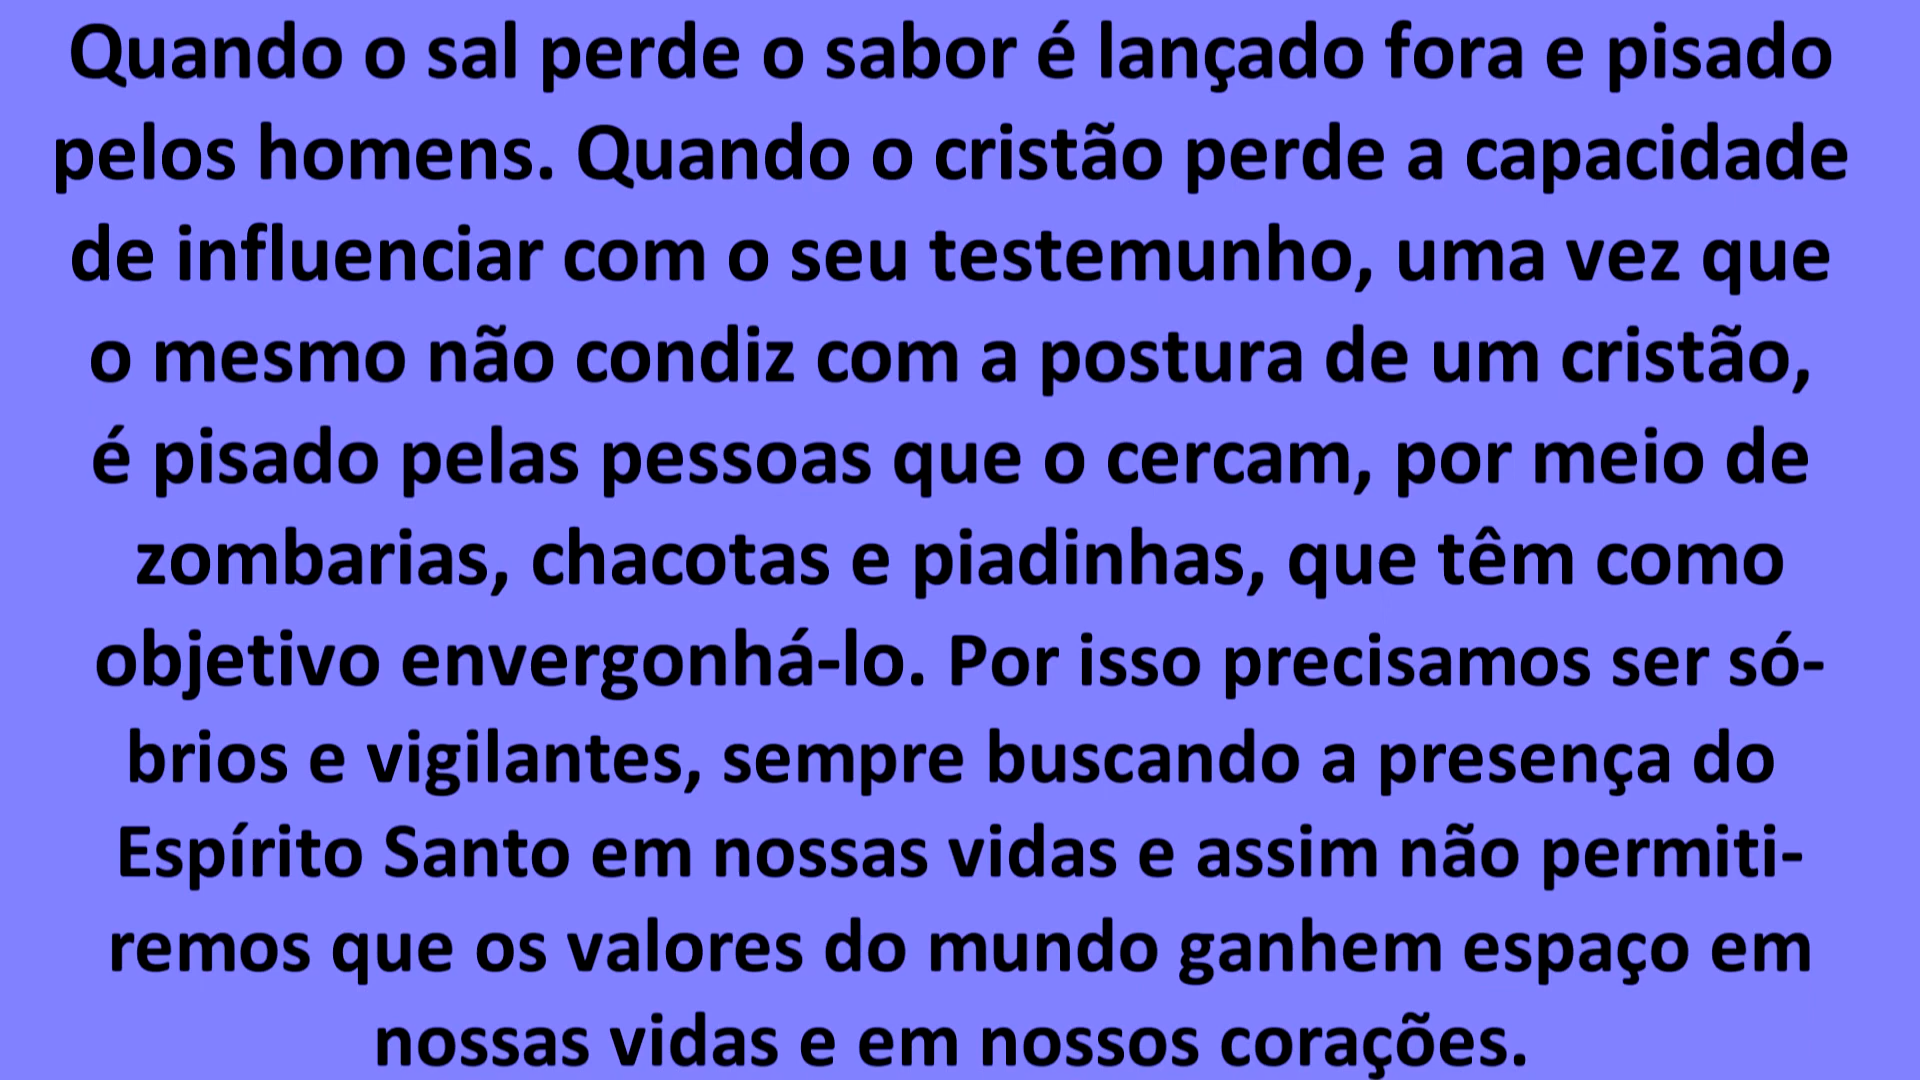 Quando o sal perde o sabor é lançado fora e pisado
pelos homens. Quando o cristão perde a capacidade
de influenciar com o seu testemunho, uma vez que
o mesmo não condiz com a postura de um cristão,
é pisado pelas pessoas que o cercam, por meio de
zombarias, chacotas e piadinhas, que têm como
objetivo envergonhá-lo. Por isso precisamos ser só-
brios e vigilantes, sempre buscando a presença do
Espírito Santo em nossas vidas e assim não permiti-
remos que os valores do mundo ganhem espaço em
nossas vidas e em nossos corações.